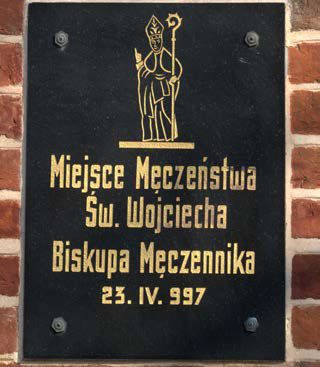 Miejsce Męczeństwa
Św. Wojciecha
Biskupa Męczennika
23. IV. 997